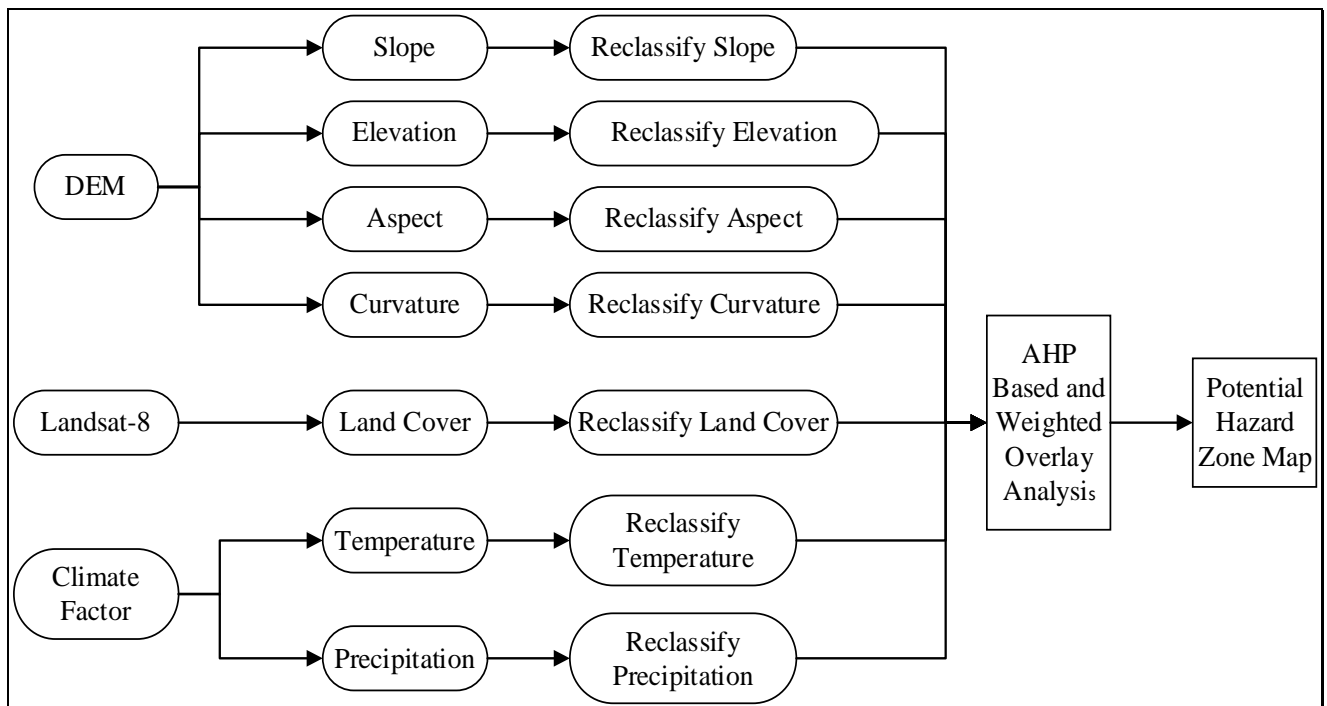 Slope
Reclassify Slope
Elevation
Reclassify Elevation
DEM
Aspect
Reclassify Aspect
Curvature
Reclassify Curvature
Landsat-8
Land Cover
Reclassify Land Cover
AHP
Based and
Weighted
Overlay
Analysis
Potential
Hazard
Zone Map
Climate
Factor
Temperature
Reclassify
Temperature
Precipitation
Reclassify
Precipitation